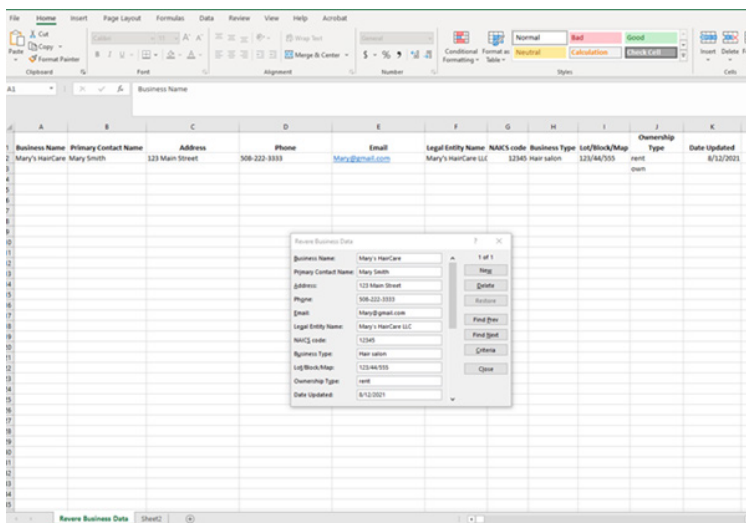 File Home Insert Page Layout Formulas Data Review View Help Acrobat
Cut
Copy
Format Painter
Paste
Calibri 11
Wrap Text
Merge & Center
General
Conditional Formatting
Format as Table
Normal Bad Good
Neutral Calculation Check Cell
Insert Delete
Clipboard Font Alignment Number Styles Cells
A1 Business Name
A B C D E F G H I J K
Business Name Primary Contact Name Address Phone Email Legal Entity Name NAICS code Business Type Lot/Block/Map Ownership Type Date Updated
Mary's HairCare Mary Smith 123 Main Street 508-222-3333 Mary@gmail.com Mary's HairCare LLC 12345 Hair salon 123/44/555 rent 8/12/2021
own
Revere Business Data ? ×
Business Name: Mary's HairCare 1 of 1
Primary Contact Name: Mary Smith New
Address: 123 Main Street Delete
Phone: 508-222-3333 Restore
Email: Mary@gmail.com Find Prev
Legal Entity Name: Mary's HairCare LLC Find Next
NAICS code: 12345 Criteria
Business Type: Hair salon
Lot/Block/Map: 123/44/555 Close
Ownership Type: rent
Date Updated: 8/12/2021
Revere Business Data Sheet2